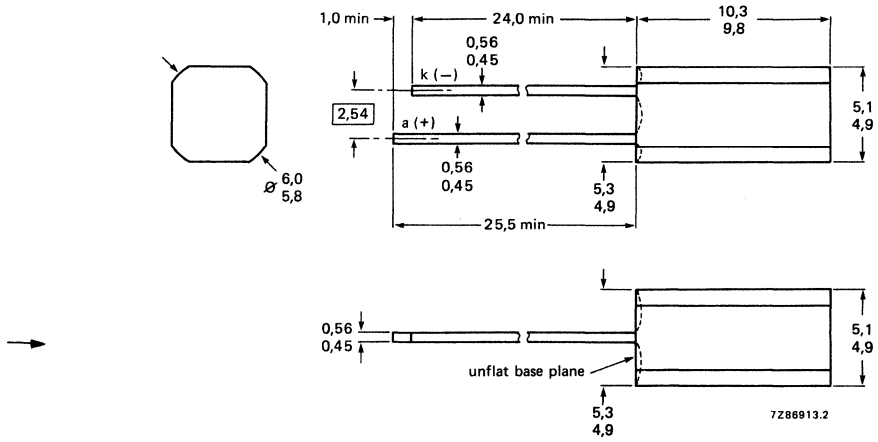 1,0 min
24,0 min
10,3
9,8
0,56
0,45
k (–)
2,54
a (+)
0,56
0,45
5,1
4,9
5,3
4,9
25,5 min
⌀ 6,0
5,8
0,56
0,45
unflat base plane
5,1
4,9
5,3
4,9
7Z86913.2